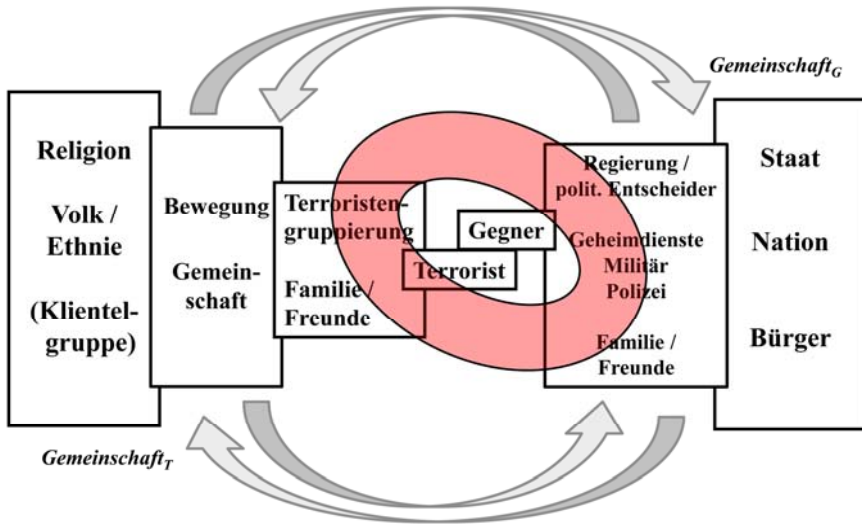 Gemeinschaft_G
Religion
Volk /
Ethnie
(Klientel-
gruppe)
Bewegung
Gemein-
schaft
Terroristen-
gruppierung
Familie /
Freunde
Gegner
Terrorist
Regierung /
polit. Entscheider
Geheimdienste
Militär
Polizei
Familie /
Freunde
Staat
Nation
Bürger
Gemeinschaft_T